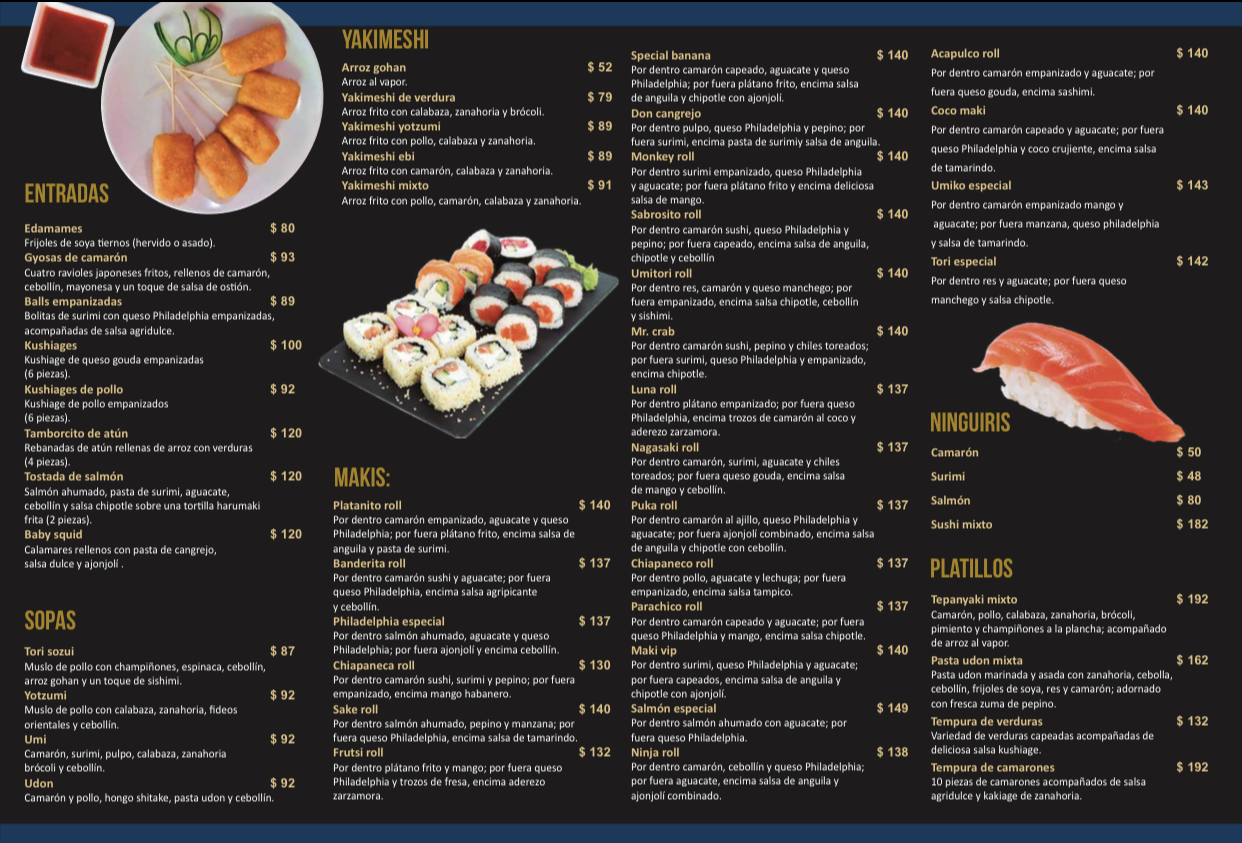 ENTRADAS
Edamames $ 80
Frijoles de soya tiernos (hervido o asado).
Gyosas de camarón $ 93
Cuatro ravioles japoneses fritos, rellenos de camarón,
cebollín, mayonesa y un toque de salsa de ostión.
Balls empanizadas $ 89
Bolitas de surimi con queso Philadelphia empanizadas,
acompañadas de salsa agridulce.
Kushiages $ 100
Kushiage de queso gouda empanizadas
(6 piezas).
Kushiages de pollo $ 92
Kushiage de pollo empanizados
(6 piezas).
Tamborcito de atún $ 120
Rebanadas de atún rellenas de arroz con verduras
(4 piezas).
Tostada de salmón $ 120
Salmón ahumado, pasta de surimi, aguacate,
cebollín y salsa chipotle sobre una tortilla harumaki
frita (2 piezas).
Baby squid $ 120
Calamares rellenos con pasta de cangrejo,
salsa dulce y ajonjolí .
SOPAS
Tori sozui $ 87
Muslo de pollo con champiñones, espinaca, cebollín,
arroz gohan y un toque de sishimi.
Yotzumi $ 92
Muslo de pollo con calabaza, zanahoria, fideos
orientales y cebollín.
Umi $ 92
Camarón, surimi, pulpo, calabaza, zanahoria
brócoli y cebollín.
Udon $ 92
Camarón y pollo, hongo shitake, pasta udon y cebollín.
YAKIMESHI
Arroz gohan $ 52
Arroz al vapor.
Yakimeshi de verdura $ 79
Arroz frito con calabaza, zanahoria y brócoli.
Yakimeshi yotzumi $ 89
Arroz frito con pollo, calabaza y zanahoria.
Yakimeshi ebi $ 89
Arroz frito con camarón, calabaza y zanahoria.
Yakimeshi mixto $ 91
Arroz frito con pollo, camarón, calabaza y zanahoria.
MAKIS:
Platanito roll $ 140
Por dentro camarón empanizado, aguacate y queso
Philadelphia; por fuera plátano frito, encima salsa de
anguila y pasta de surimi.
Banderita roll $ 137
Por dentro camarón sushi y aguacate; por fuera
queso Philadelphia, encima salsa agripicante
y cebollín.
Philadelphia especial $ 137
Por dentro salmón ahumado, aguacate y queso
Philadelphia; por fuera ajonjolí y encima cebollín.
Chiapaneca roll $ 130
Por dentro camarón sushi, surimi y pepino; por fuera
empanizado, encima mango habanero.
Sake roll $ 140
Por dentro salmón ahumado, pepino y manzana; por
fuera queso Philadelphia, encima salsa de tamarindo.
Frutsi roll $ 132
Por dentro plátano frito y mango; por fuera queso
Philadelphia y trozos de fresa, encima aderezo
zarzamora.
Special banana $ 140
Por dentro camarón capeado, aguacate y queso
Philadelphia; por fuera plátano frito, encima salsa
de anguila y chipotle con ajonjolí.
Don cangrejo $ 140
Por dentro pulpo, queso Philadelphia y pepino; por
fuera surimi, encima pasta de surimiy salsa de anguila.
Monkey roll $ 140
Por dentro surimi empanizado, queso Philadelphia
y aguacate; por fuera plátano frito y encima deliciosa
salsa de mango.
Sabrosito roll $ 140
Por dentro camarón sushi, queso Philadelphia y
pepino; por fuera capeado, encima salsa de anguila,
chipotle y cebollín
Umitori roll $ 140
Por dentro res, camarón y queso manchego; por
fuera empanizado, encima salsa chipotle, cebollín
y sishimi.
Mr. crab $ 140
Por dentro camarón sushi, pepino y chiles toreados;
por fuera surimi, queso Philadelphia y empanizado,
encima chipotle.
Luna roll $ 137
Por dentro plátano empanizado; por fuera queso
Philadelphia, encima trozos de camarón al coco y
aderezo zarzamora.
Nagasaki roll $ 137
Por dentro camarón, surimi, aguacate y chiles
toreados; por fuera queso gouda, encima salsa
de mango y cebollín.
Puka roll $ 137
Por dentro camarón al ajillo, queso Philadelphia y
aguacate; por fuera ajonjolí combinado, encima salsa
de anguila y chipotle con cebollín.
Chiapaneco roll $ 137
Por dentro pollo, aguacate y lechuga; por fuera
empanizado, encima salsa tampico.
Parachico roll $ 137
Por dentro camarón capeado y aguacate; por fuera
queso Philadelphia y mango, encima salsa chipotle.
Maki vip $ 140
Por dentro surimi, queso Philadelphia y aguacate;
por fuera capeados, encima salsa de anguila y
chipotle con ajonjolí.
Salmón especial $ 149
Por dentro salmón ahumado con aguacate; por
fuera queso Philadelphia.
Ninja roll $ 138
Por dentro camarón, cebollín y queso Philadelphia;
por fuera aguacate, encima salsa de anguila y
ajonjolí combinado.
Acapulco roll $ 140
Por dentro camarón empanizado y aguacate; por
fuera queso gouda, encima sashimi.
Coco maki $ 140
Por dentro camarón capeado y aguacate; por fuera
queso Philadelphia y coco crujiente, encima salsa
de tamarindo.
Umiko especial $ 143
Por dentro camarón empanizado mango y
aguacate; por fuera manzana, queso philadelphia
y salsa de tamarindo.
Tori especial $ 142
Por dentro res y aguacate; por fuera queso
manchego y salsa chipotle.
NINGUIRIS
Camarón $ 50
Surimi $ 48
Salmón $ 80
Sushi mixto $ 182
PLATILLOS
Tepanyaki mixto $ 192
Camarón, pollo, calabaza, zanahoria, brócoli,
pimiento y champiñones a la plancha; acompañado
de arroz al vapor.
Pasta udon mixta $ 162
Pasta udon marinada y asada con zanahoria, cebolla,
cebollín, frijoles de soya, res y camarón; adornado
con fresca zuma de pepino.
Tempura de verduras $ 132
Variedad de verduras capeadas acompañadas de
deliciosa salsa kushiage.
Tempura de camarones $ 192
10 piezas de camarones acompañados de salsa
agridulce y kakiage de zanahoria.